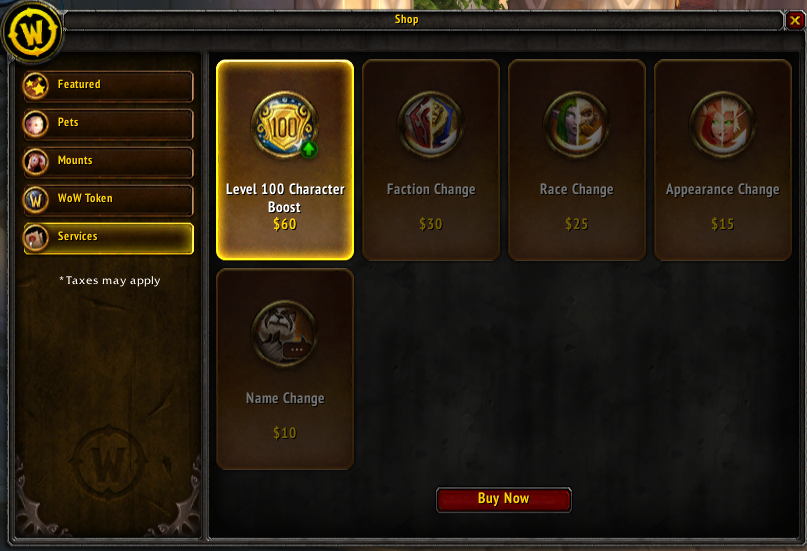 Shop
Featured
Pets
Mounts
WoW Token
Services
*Taxes may apply
100
Level 100 Character
Boost
$60
Faction Change
$30
Race Change
$25
Appearance Change
$15
Name Change
$10
Buy Now